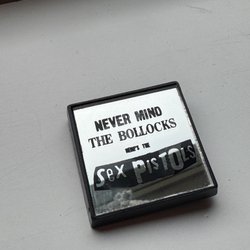 NEVER MIND
THE BOLLOCKS
HERE'S THE
SEX PISTOLS